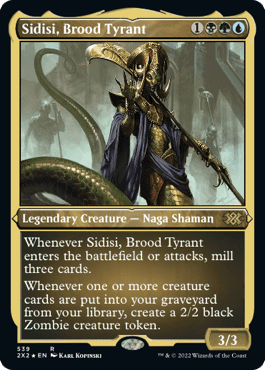 Sidisi, Brood Tyrant 1
Legendary Creature — Naga Shaman
Whenever Sidisi, Brood Tyrant
enters the battlefield or attacks, mill
three cards.
Whenever one or more creature
cards are put into your graveyard
from your library, create a 2/2 black
Zombie creature token.
3/3
539 R
2X2 ★ EN Karl Kopinski
™ & © 2022 Wizards of the Coast